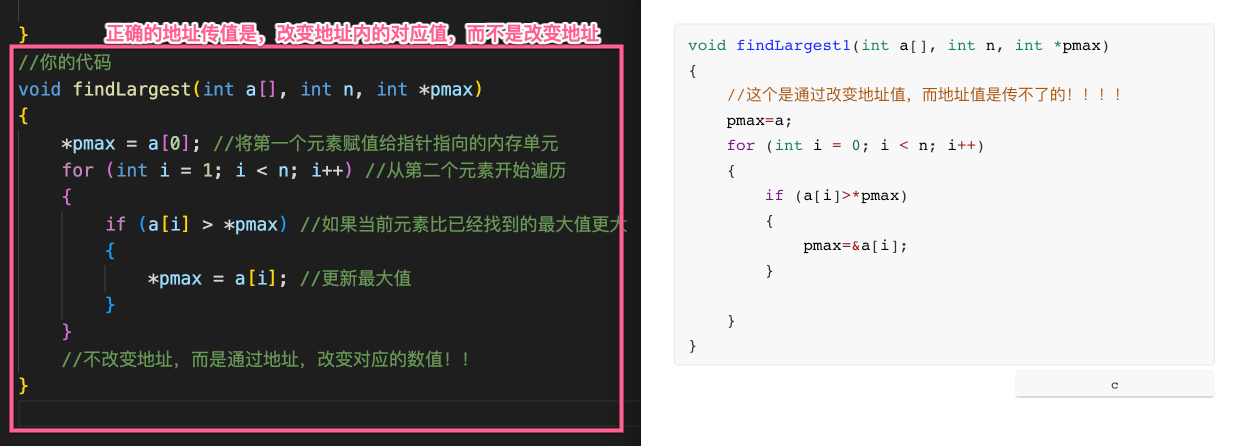 }
正确的地址传值是，改变地址内的对应值，而不是改变地址
//你的代码
void findLargest(int a[], int n, int *pmax)
{
*pmax = a[0]; //将第一个元素赋值给指针指向的内存单元
for (int i = 1; i < n; i++) //从第二个元素开始遍历
{
if (a[i] > *pmax) //如果当前元素比已经找到的最大值更大
{
*pmax = a[i]; //更新最大值
}
}
//不改变地址，而是通过地址，改变对应的数值！！
}
void findLargest1(int a[], int n, int *pmax)
{
//这个是通过改变地址值，而地址值是传不了的！！！！
pmax=a;
for (int i = 0; i < n; i++)
{
if (a[i]>*pmax)
{
pmax=&a[i];
}
}
}
c